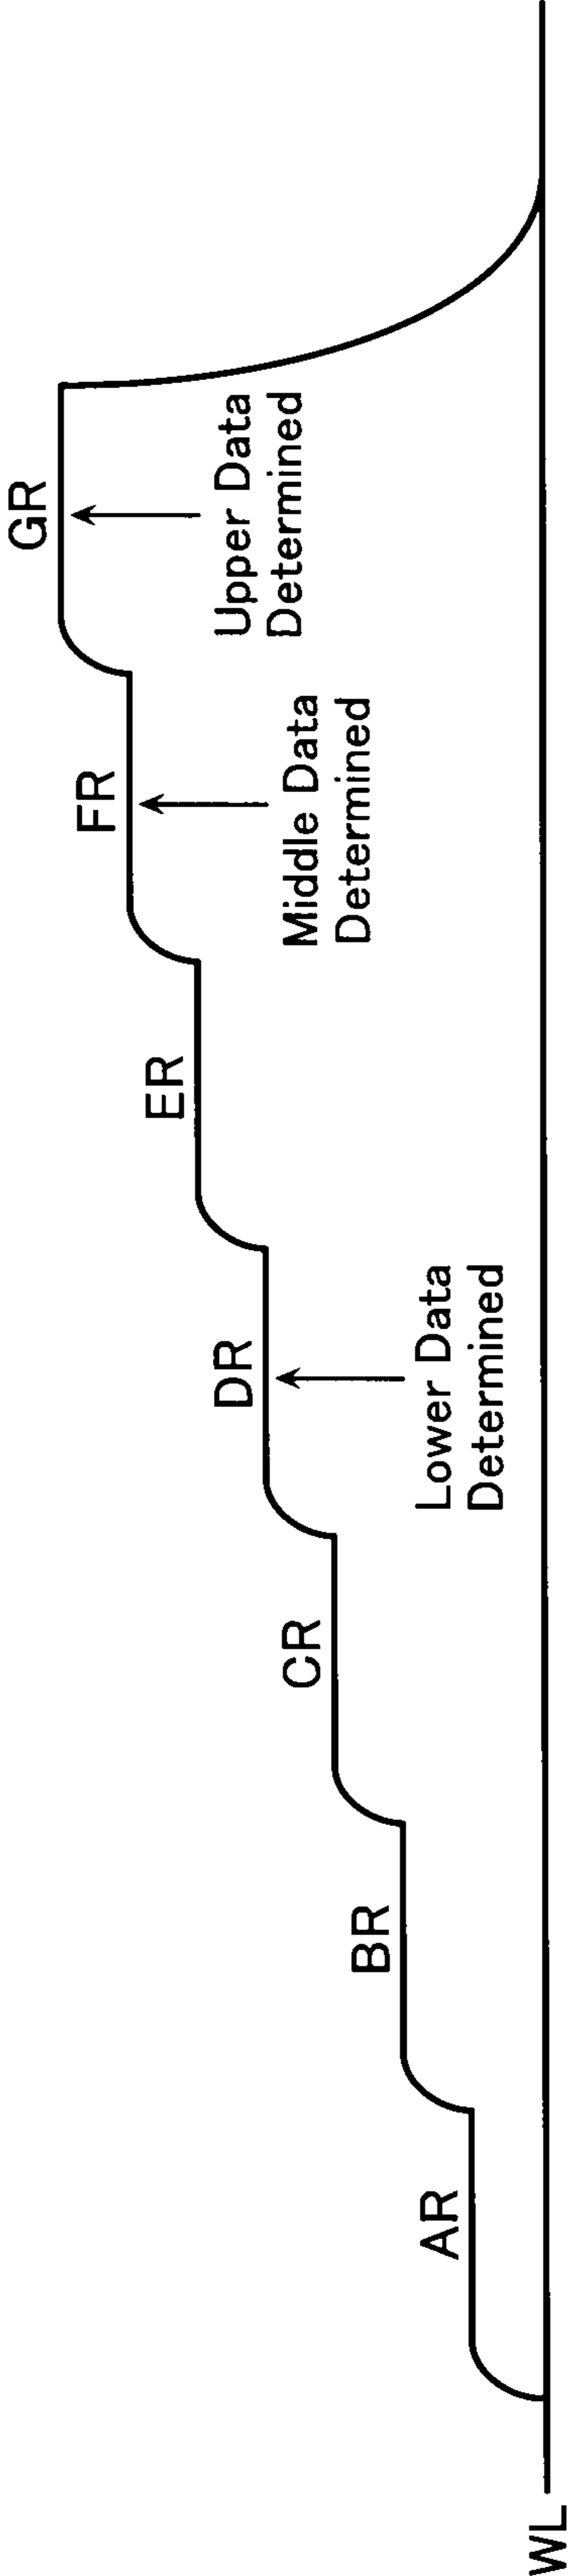 WL
AR
BR
CR
DR
Lower Data
Determined
ER
FR
Middle Data
Determined
GR
Upper Data
Determined